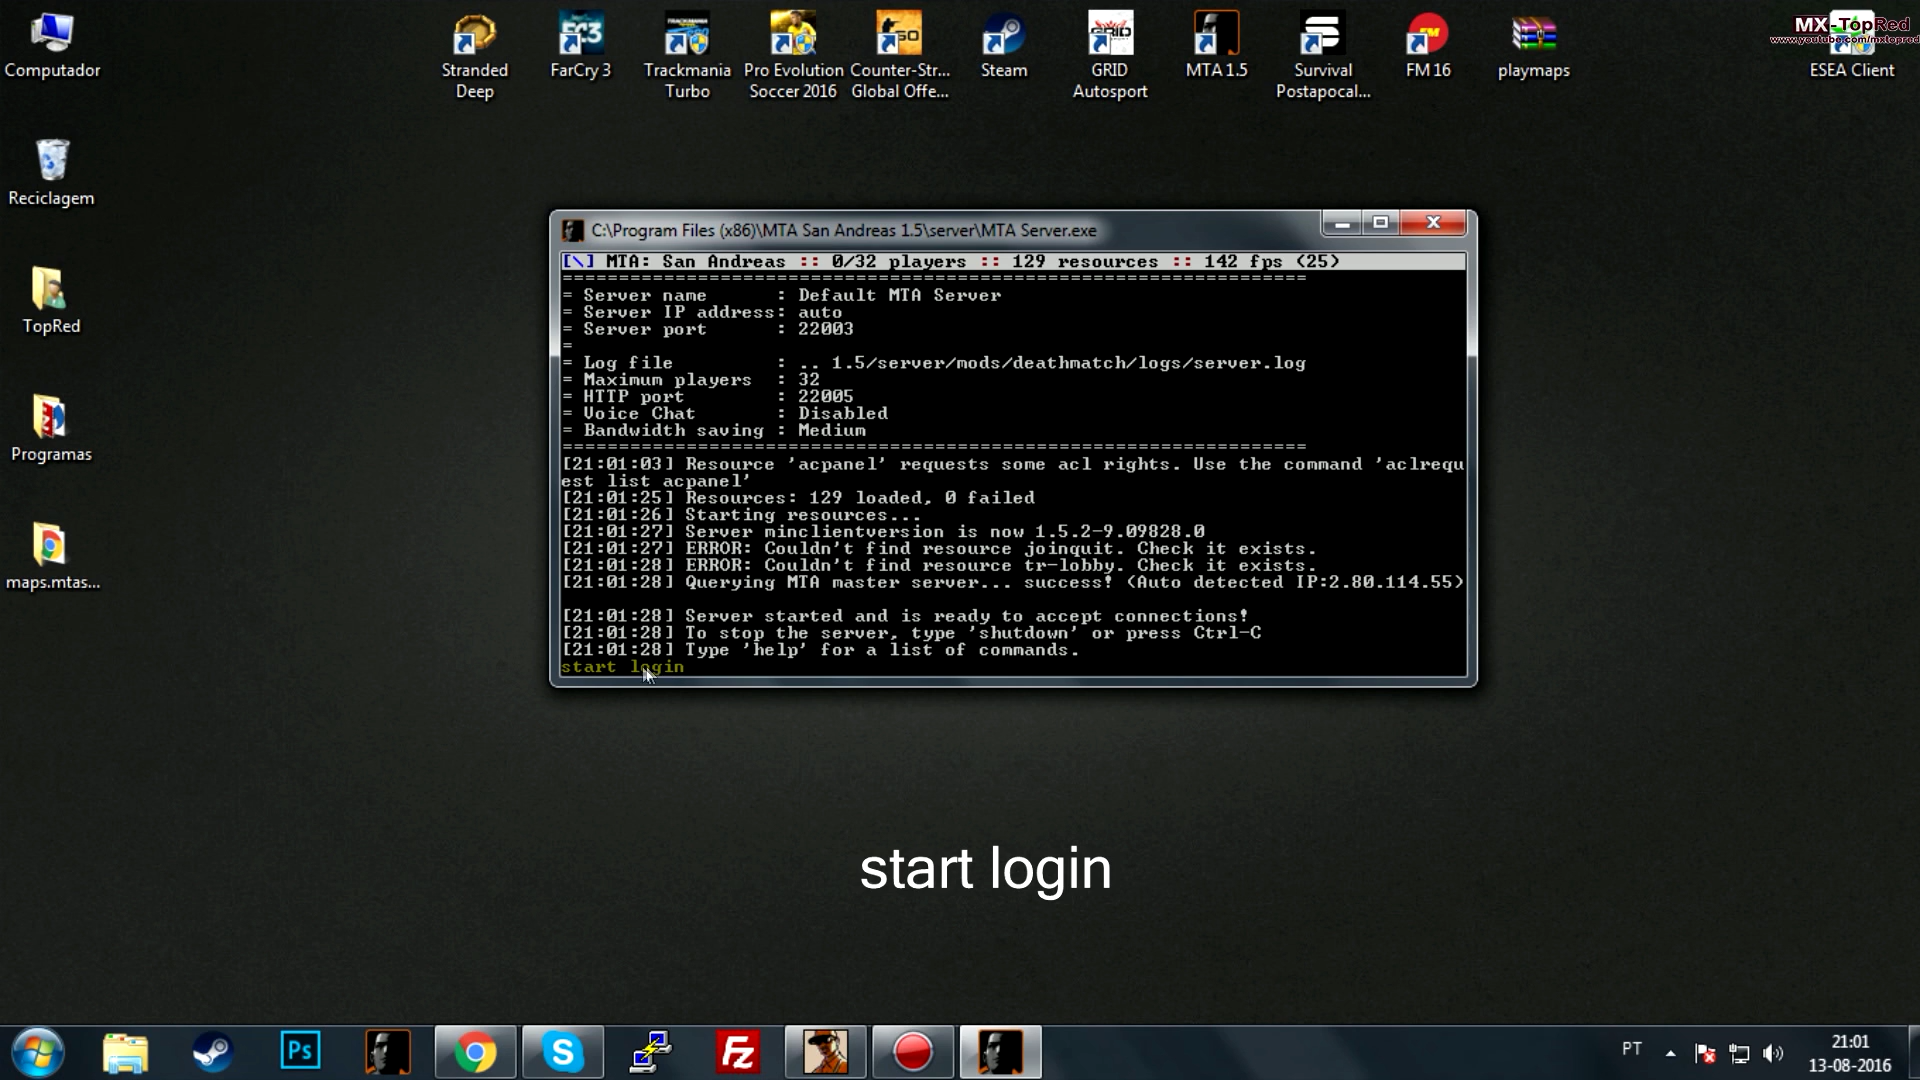 Computador
Stranded Deep
FarCry 3
Trackmania Turbo
Pro Evolution Soccer 2016
Counter-Str... Global Offe...
Steam
GRID Autosport
MTA 1.5
Survival Postapocal...
FM 16
playmaps
ESEA Client
MX-TopRed
www.youtube.com/mxtopred
Reciclagem
TopRed
Programas
maps.mtas...
C:\Program Files (x86)\MTA San Andreas 1.5\server\MTA Server.exe
[\] MTA: San Andreas :: 0/32 players :: 129 resources :: 142 fps (25)
==================================================================
= Server name      : Default MTA Server
= Server IP address: auto
= Server port      : 22003
=
= Log file         : .. 1.5/server/mods/deathmatch/logs/server.log
= Maximum players  : 32
= HTTP port        : 22005
= Voice Chat       : Disabled
= Bandwidth saving : Medium
==================================================================
[21:01:03] Resource 'acpanel' requests some acl rights. Use the command 'aclrequ
est list acpanel'
[21:01:25] Resources: 129 loaded, 0 failed
[21:01:26] Starting resources...
[21:01:27] Server minclientversion is now 1.5.2-9.09828.0
[21:01:27] ERROR: Couldn't find resource joinquit. Check it exists.
[21:01:28] ERROR: Couldn't find resource tr-lobby. Check it exists.
[21:01:28] Querying MTA master server... success! (Auto detected IP:2.80.114.55)
[21:01:28] Server started and is ready to accept connections!
[21:01:28] To stop the server, type 'shutdown' or press Ctrl-C
[21:01:28] Type 'help' for a list of commands.
start login
start login
Ps
S
Fz
PT
21:01
13-08-2016